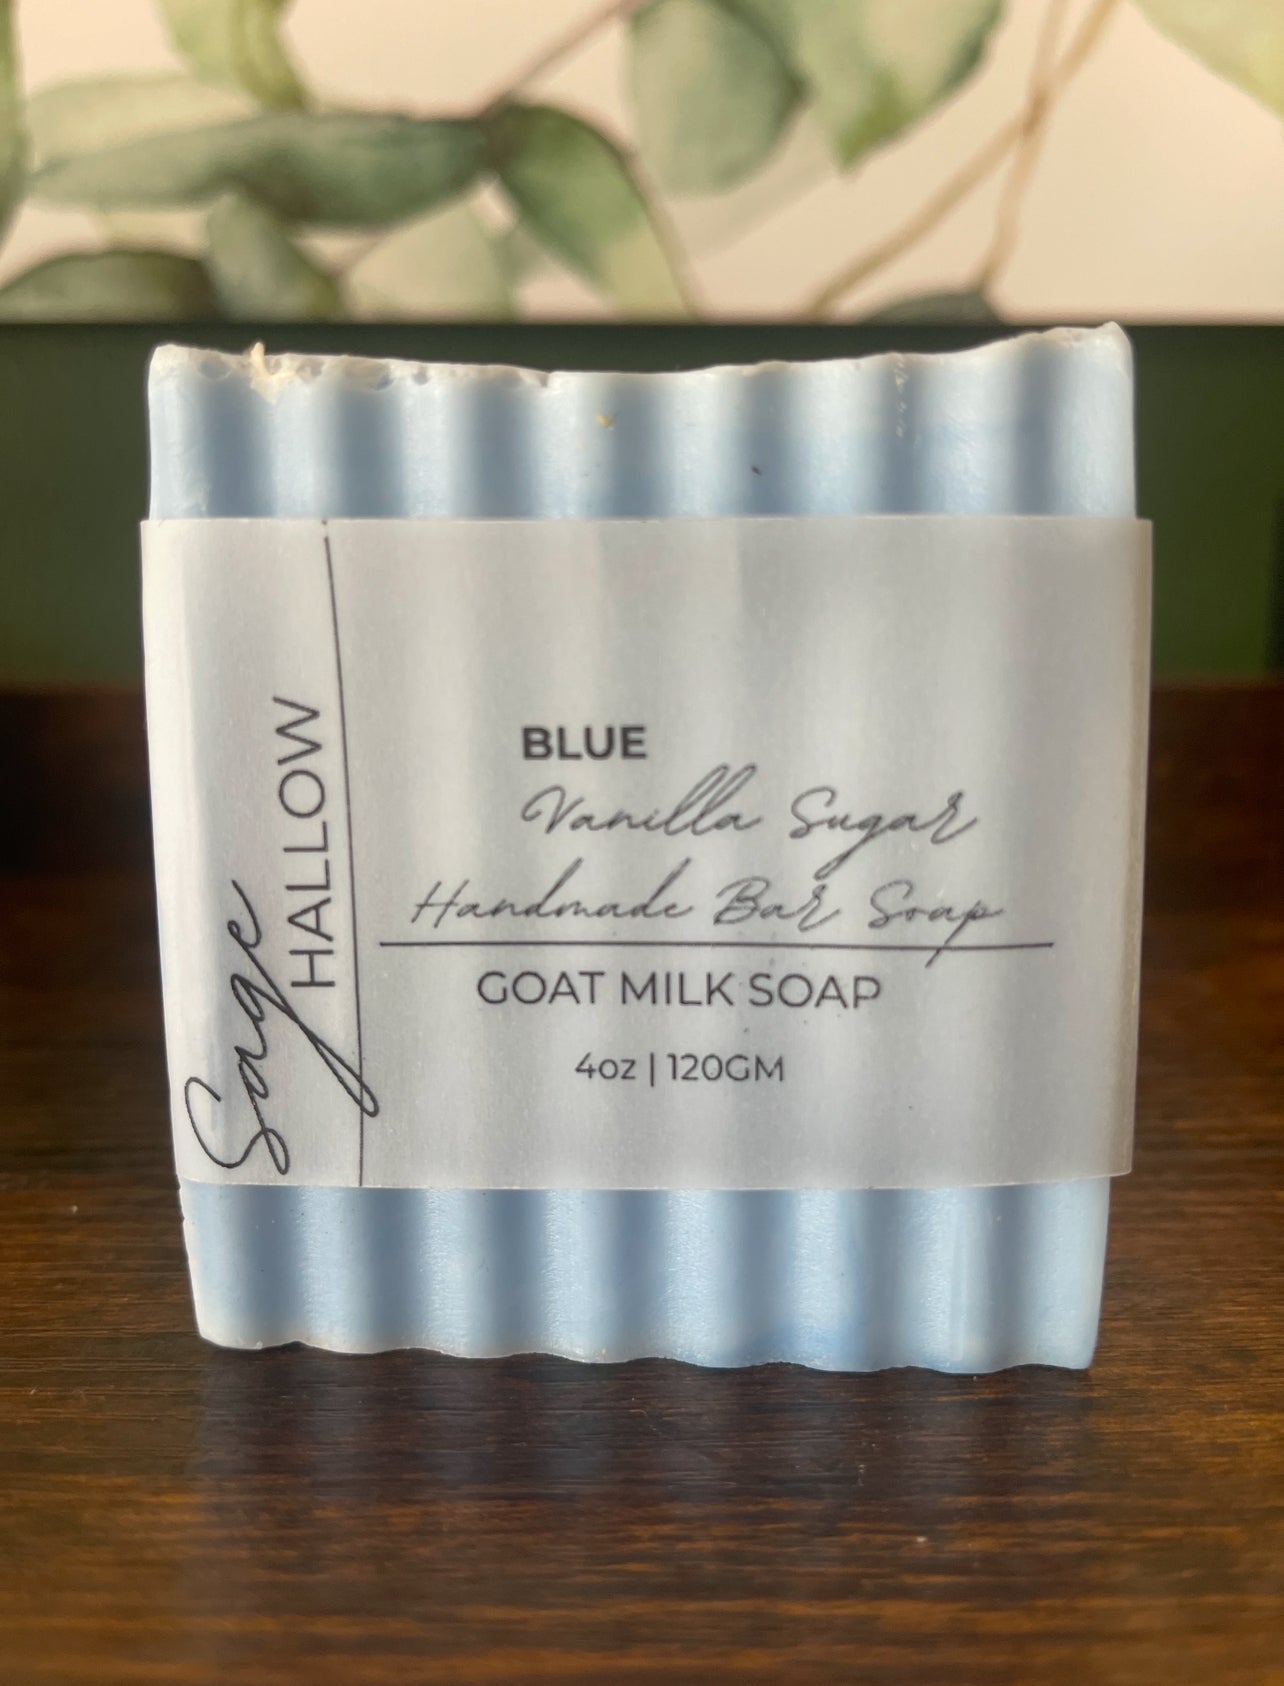 Sage
HALLOW
BLUE
Vanilla Sugar
Handmade Bar Soap
GOAT MILK SOAP
4oz | 120GM